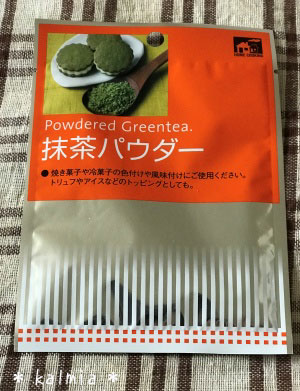 Powdered Greentea.
抹茶パウダー
●焼き菓子や冷菓子の色付けや風味付けにご使用ください。
トリュフやアイスなどのトッピングとしても。
* kalmia *